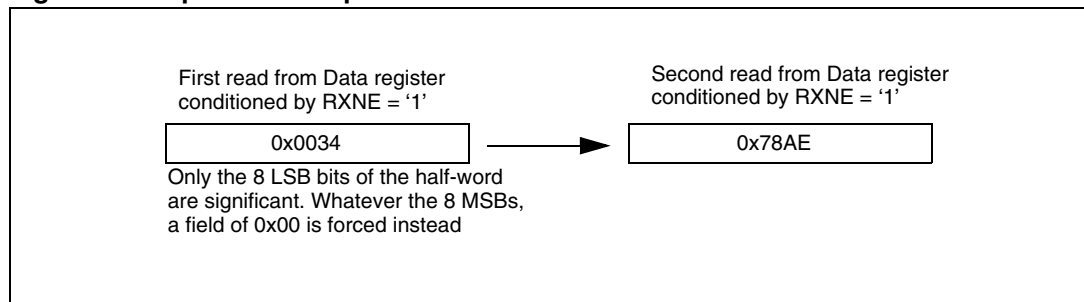 First read from Data register
conditioned by RXNE = ‘1’
0x0034
Only the 8 LSB bits of the half-word
are significant. Whatever the 8 MSBs,
a field of 0x00 is forced instead
Second read from Data register
conditioned by RXNE = ‘1’
0x78AE